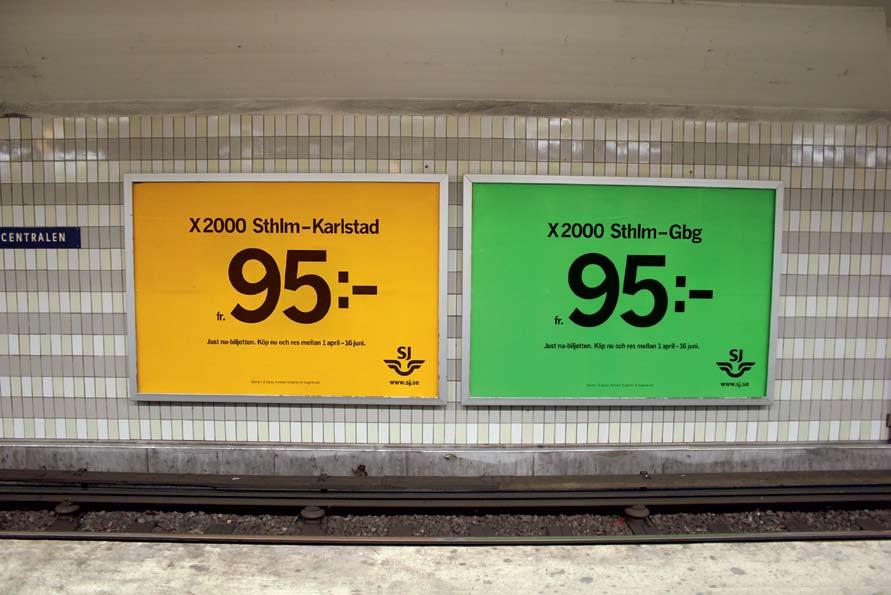 CENTRALEN
X2000 Sthlm–Karlstad
fr. 95:-
Just nu-biljetten. Köp nu och res mellan 1 april–16 juni.
SJ
www.sj.se
X2000 Sthlm–Gbg
fr. 95:-
Just nu-biljetten. Köp nu och res mellan 1 april–16 juni.
SJ
www.sj.se